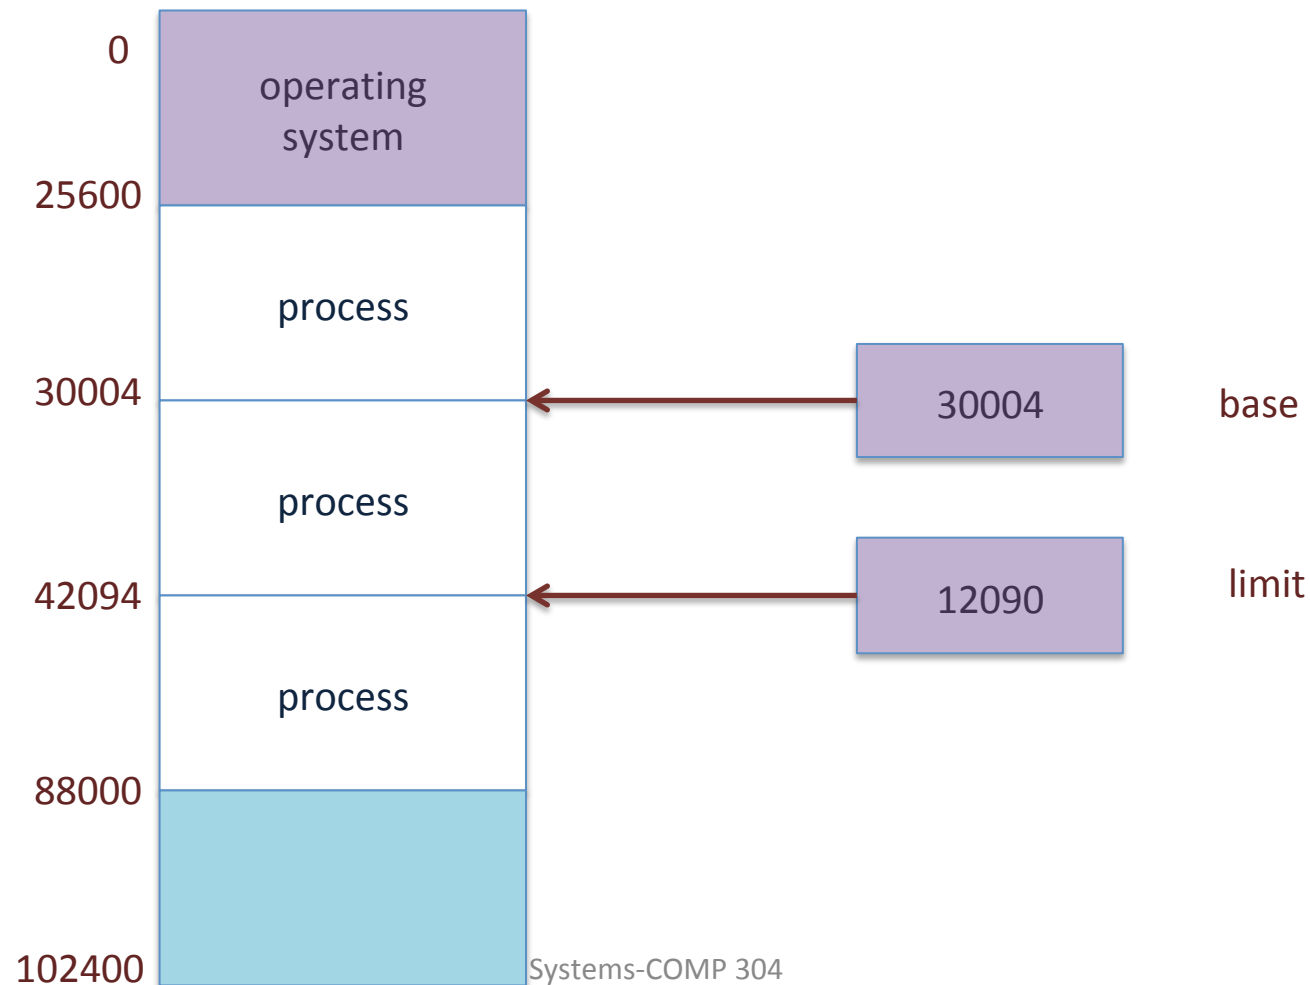 0
operating
system
25600
process
30004
30004
base
process
limit
42094
12090
process
88000
102400
Systems-COMP 304